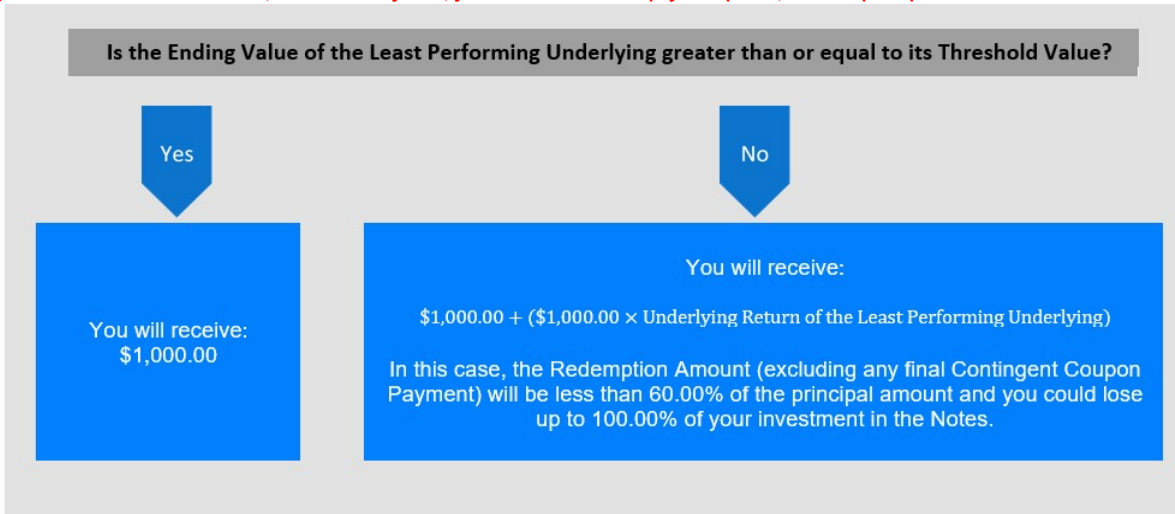 Is the Ending Value of the Least Performing Underlying greater than or equal to its Threshold Value?
Yes
No
You will receive:
$1,000.00
You will receive:
$1,000.00 + ($1,000.00 × Underlying Return of the Least Performing Underlying)
In this case, the Redemption Amount (excluding any final Contingent Coupon
Payment) will be less than 60.00% of the principal amount and you could lose
up to 100.00% of your investment in the Notes.